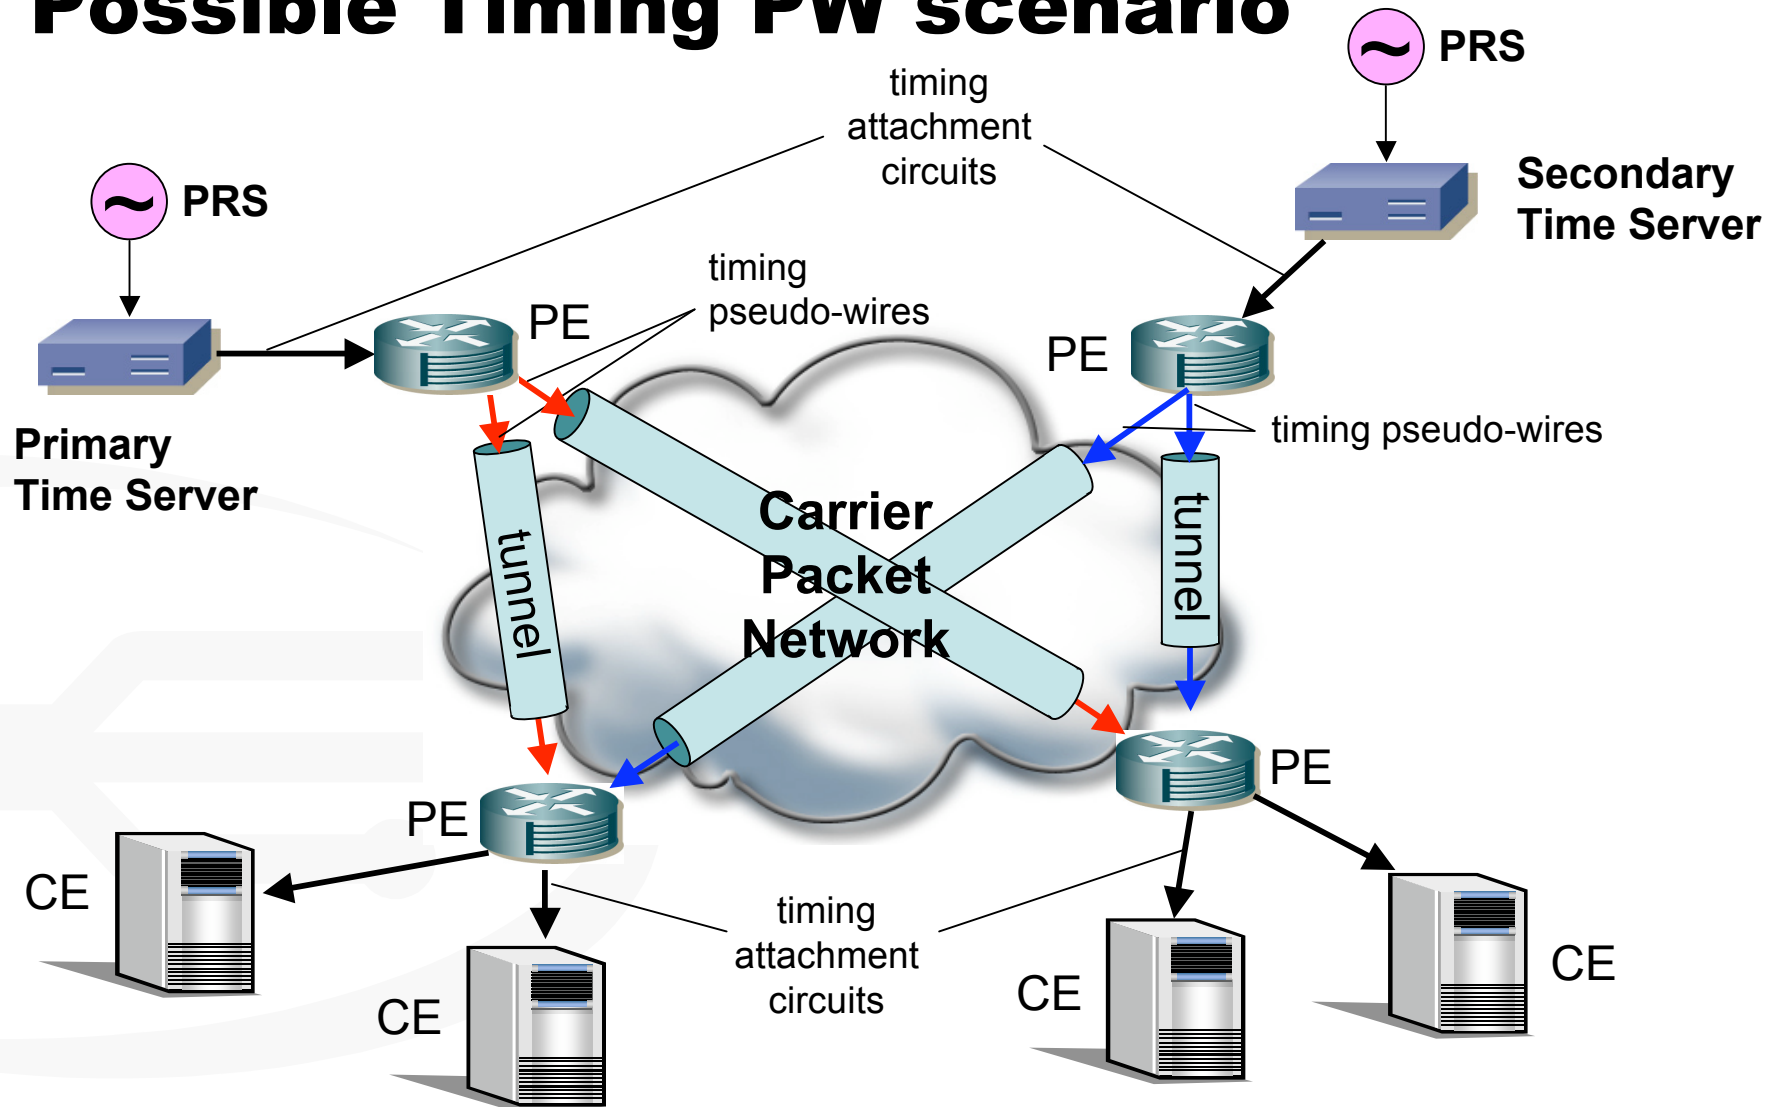 Possible Timing PW scenario
~ PRS
timing
attachment
circuits
~ PRS
Secondary
Time Server
timing
pseudo-wires
PE
PE
Primary
Time Server
timing pseudo-wires
Carrier
Packet
Network
tunnel
tunnel
PE
PE
CE
timing
attachment
circuits
CE
CE
CE